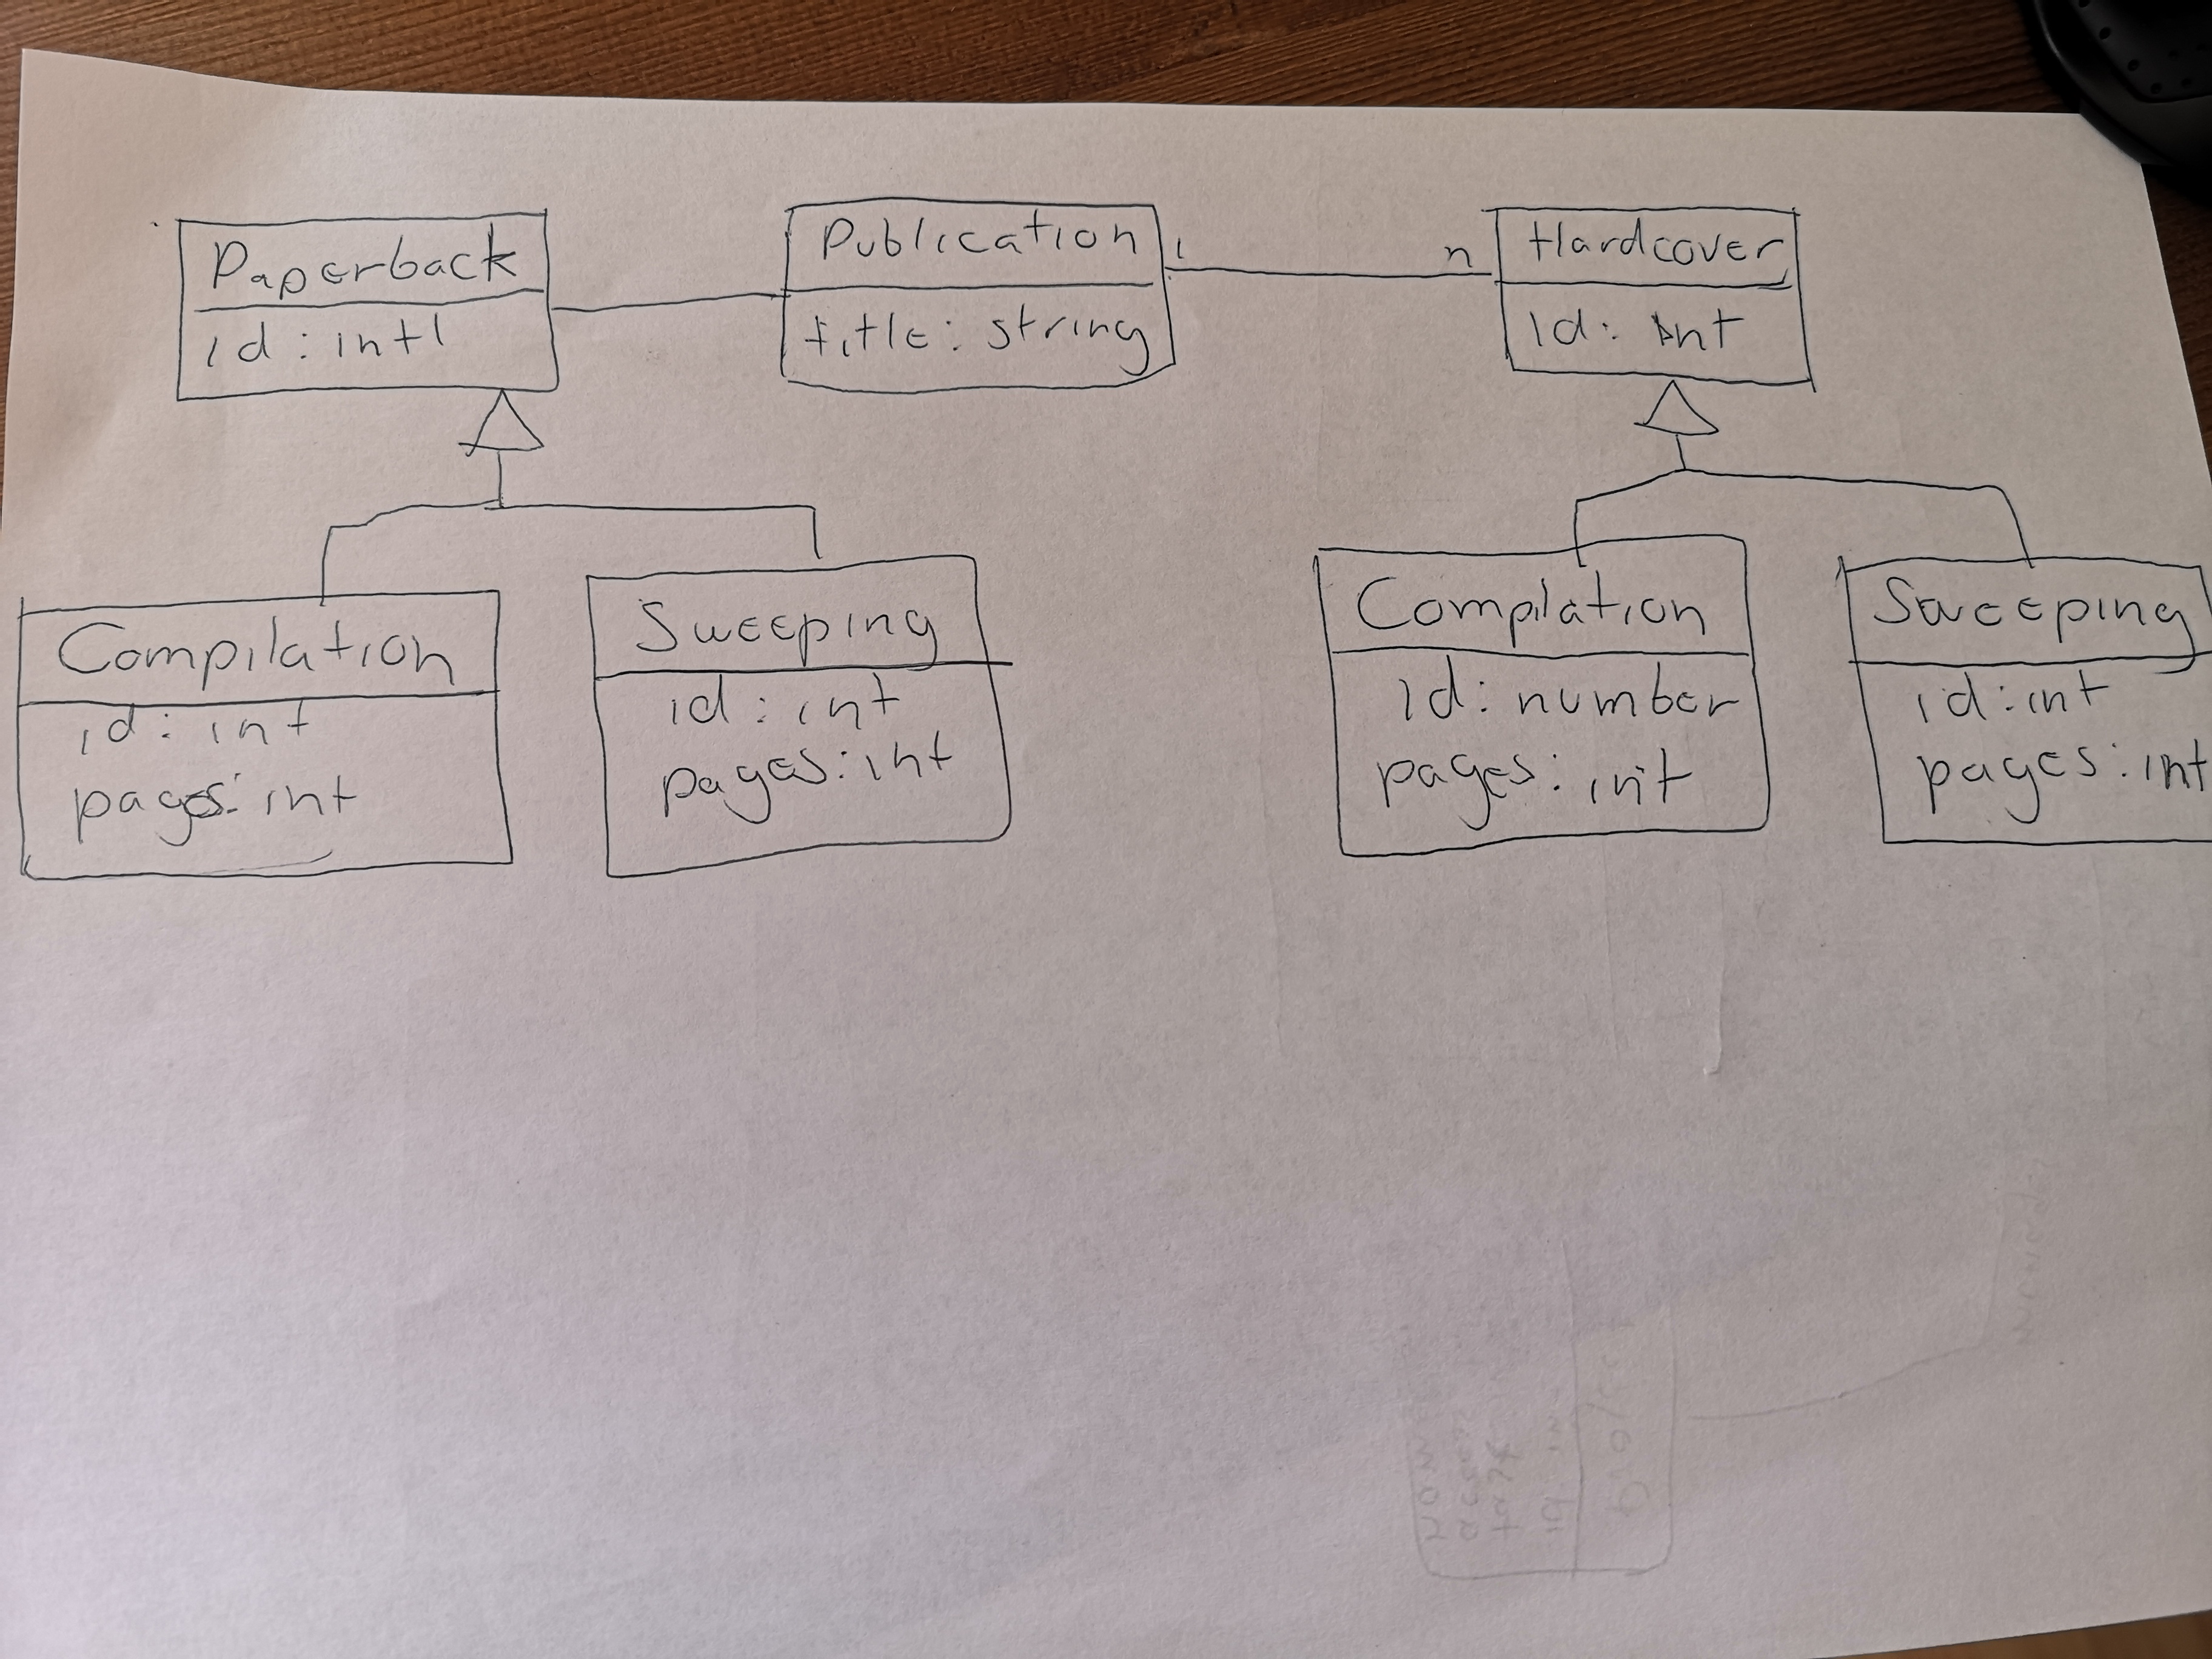 Paperback
id: intl
Publication
title: string
1
n
Hardcover
id: int
Compilation
id: int
pages: int
Sweeping
id: int
pages: int
Compilation
id: number
pages: int
Sweeping
id: int
pages: int